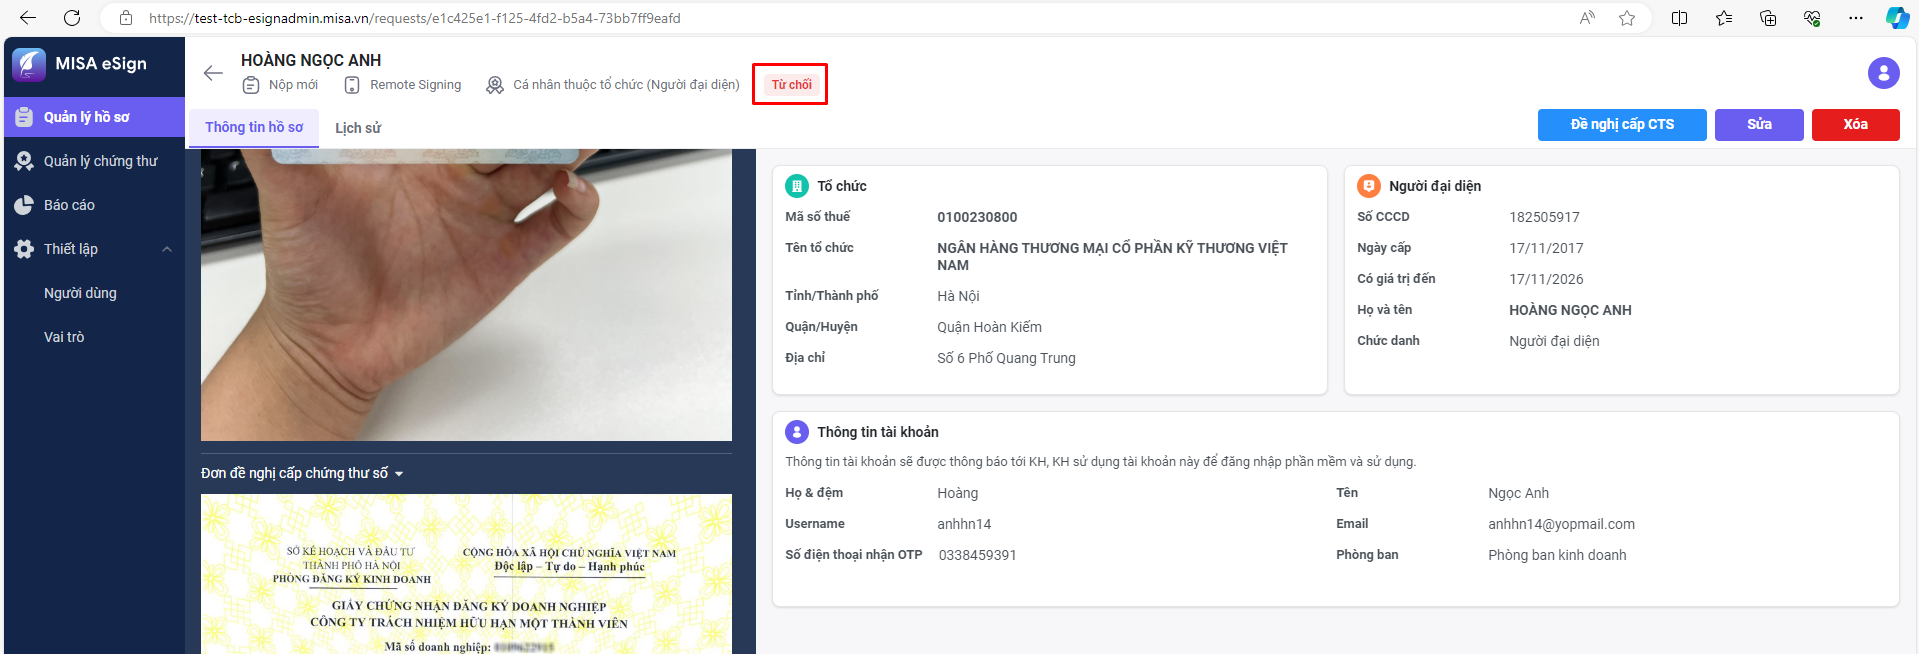 https://test-tcb-esignadmin.misa.vn/requests/e1c425e1-f125-4fd2-b5a4-73bb7ff9eafd
MISA eSign
HOÀNG NGỌC ANH
Nộp mới
Remote Signing
Cá nhân thuộc tổ chức (Người đại diện)
Từ chối
Quản lý hồ sơ
Quản lý chứng thư
Báo cáo
Thiết lập
Người dùng
Vai trò
Thông tin hồ sơ
Lịch sử
Đề nghị cấp CTS
Sửa
Xóa
Đơn đề nghị cấp chứng thư số
SỞ KẾ HOẠCH VÀ ĐẦU TƯ
THÀNH PHỐ HÀ NỘI
PHÒNG ĐĂNG KÝ KINH DOANH
CỘNG HÒA XÃ HỘI CHỦ NGHĨA VIỆT NAM
Độc lập – Tự do – Hạnh phúc
GIẤY CHỨNG NHẬN ĐĂNG KÝ DOANH NGHIỆP
CÔNG TY TRÁCH NHIỆM HỮU HẠN MỘT THÀNH VIÊN
Mã số doanh nghiệp:
Tổ chức
Mã số thuế 0100230800
Tên tổ chức NGÂN HÀNG THƯƠNG MẠI CỔ PHẦN KỸ THƯƠNG VIỆT
NAM
Tỉnh/Thành phố Hà Nội
Quận/Huyện Quận Hoàn Kiếm
Địa chỉ Số 6 Phố Quang Trung
Người đại diện
Số CCCD 182505917
Ngày cấp 17/11/2017
Có giá trị đến 17/11/2026
Họ và tên HOÀNG NGỌC ANH
Chức danh Người đại diện
Thông tin tài khoản
Thông tin tài khoản sẽ được thông báo tới KH, KH sử dụng tài khoản này để đăng nhập phần mềm và sử dụng.
Họ & đệm Hoàng Tên Ngọc Anh
Username anhhn14 Email anhhn14@yopmail.com
Số điện thoại nhận OTP 0338459391 Phòng ban Phòng ban kinh doanh